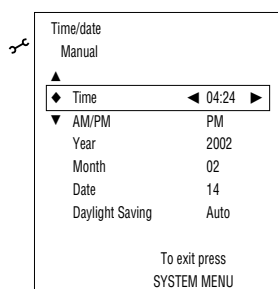 Time/date
Manual
Time 04:24
AM/PM PM
Year 2002
Month 02
Date 14
Daylight Saving Auto
To exit press
SYSTEM MENU